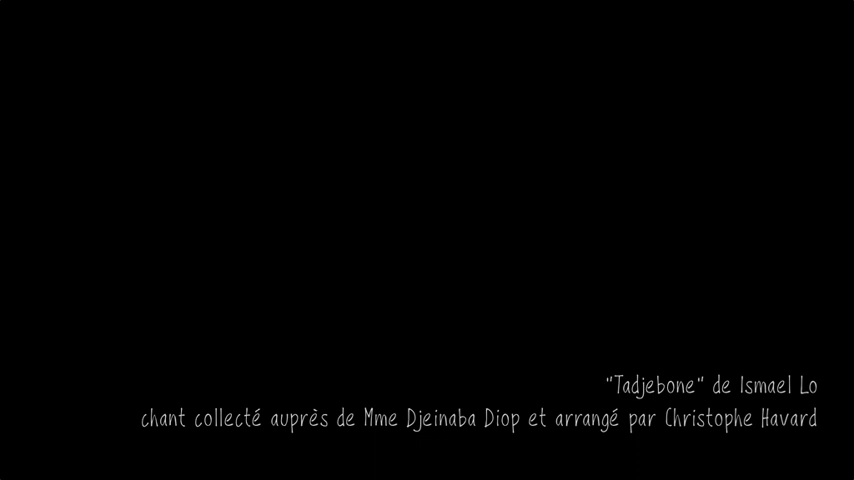 "Tadjebone" de Ismael Lo
chant collecté auprès de Mme Djeinaba Diop et arrangé par Christophe Havard